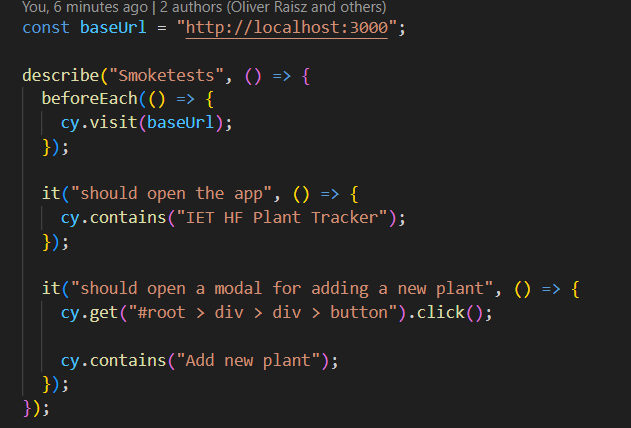 You, 6 minutes ago | 2 authors (Oliver Raisz and others)
const baseUrl = "http://localhost:3000";
describe("Smoketests", () => {
beforeEach(() => {
cy.visit(baseUrl);
});
it("should open the app", () => {
cy.contains("IET HF Plant Tracker");
});
it("should open a modal for adding a new plant", () => {
cy.get("#root > div > div > button").click();
cy.contains("Add new plant");
});
});